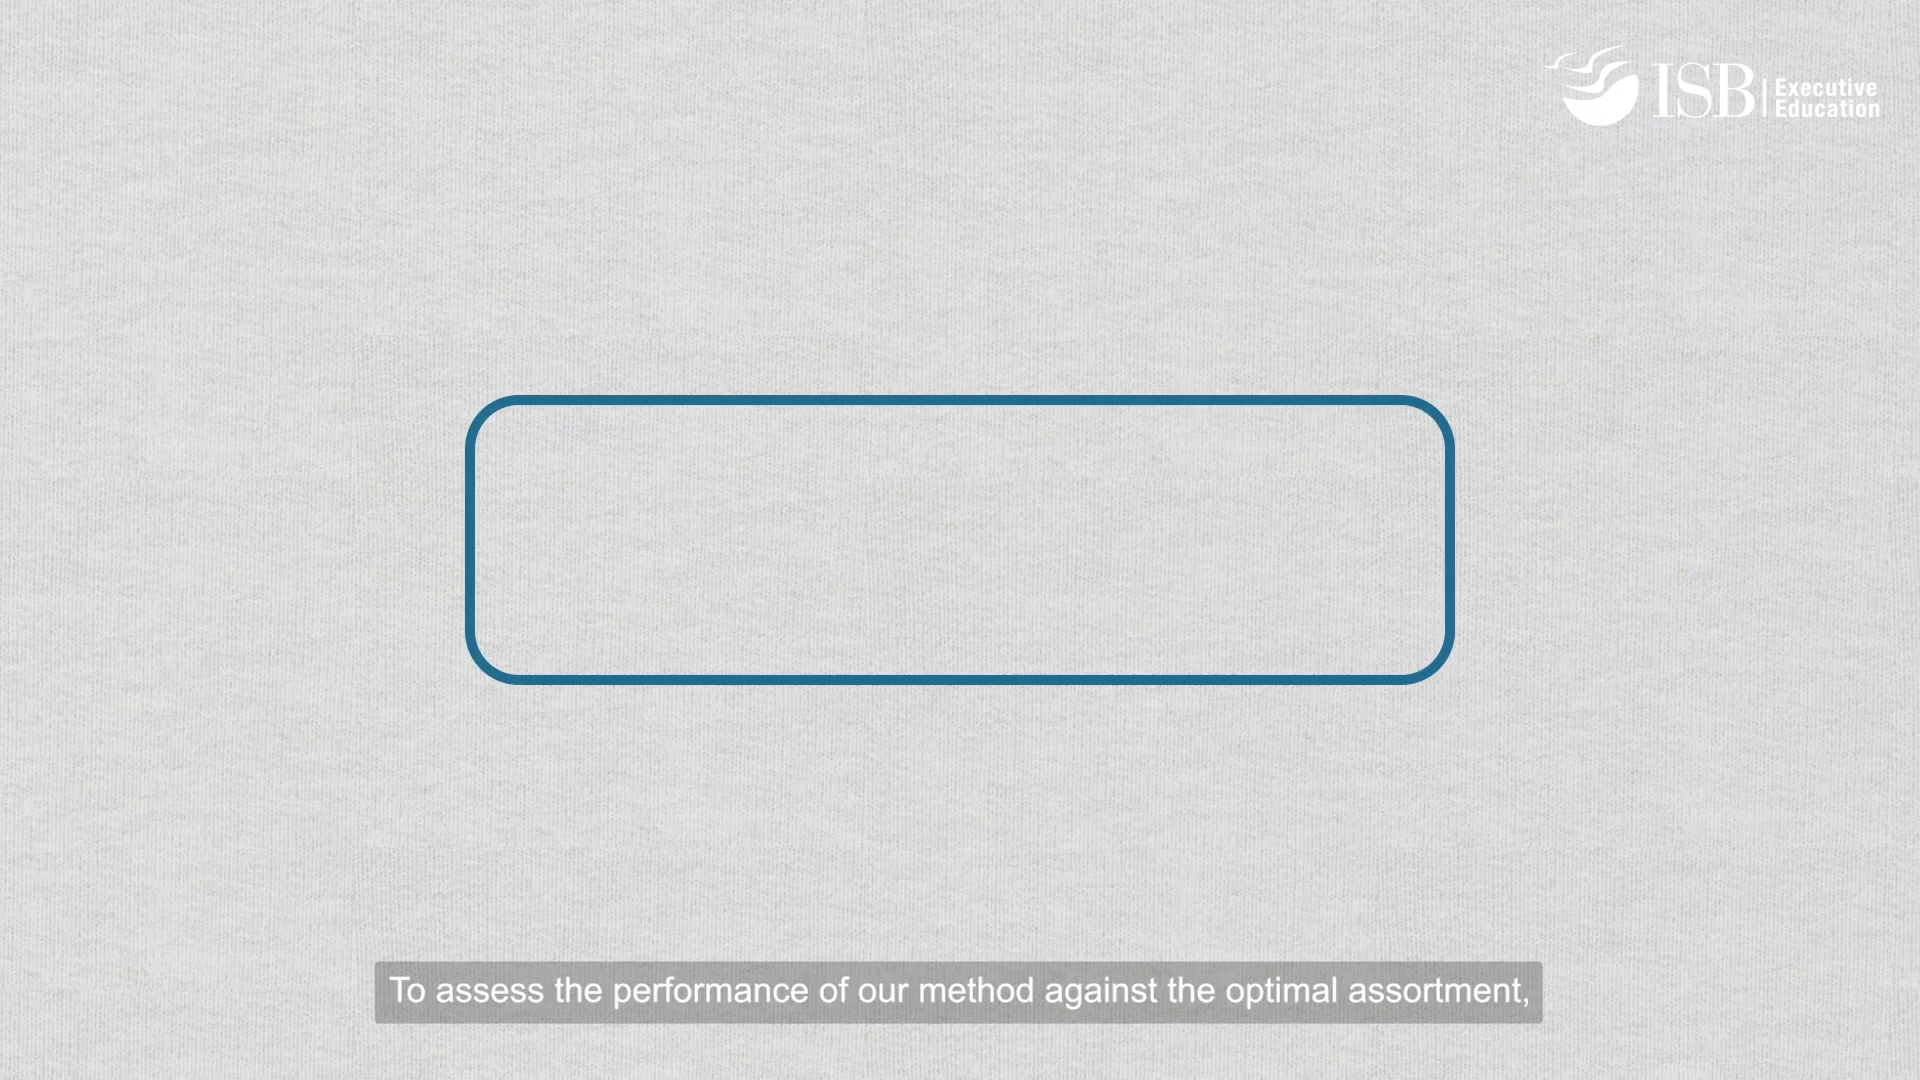 ISB | Executive
Education
To assess the performance of our method against the optimal assortment,